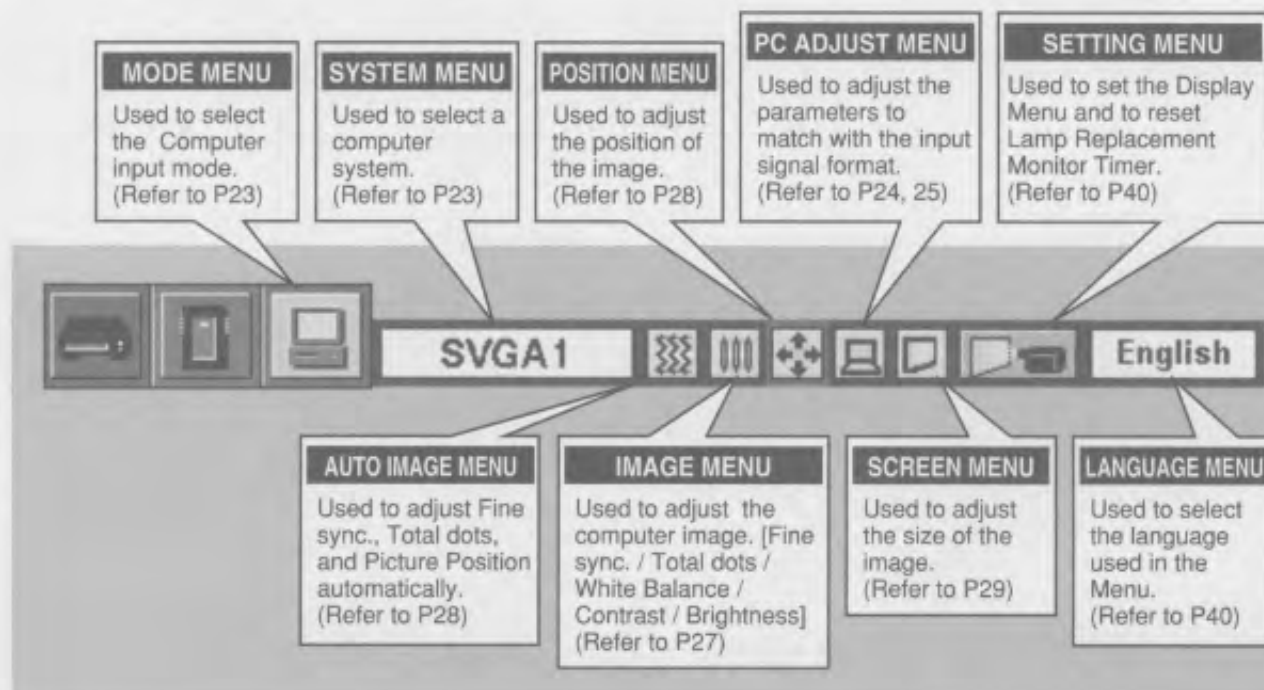 MODE MENU
Used to select
the Computer
input mode.
(Refer to P23)
SYSTEM MENU
Used to select a
computer
system.
(Refer to P23)
POSITION MENU
Used to adjust
the position of
the image.
(Refer to P28)
PC ADJUST MENU
Used to adjust the
parameters to
match with the input
signal format.
(Refer to P24, 25)
SETTING MENU
Used to set the Display
Menu and to reset
Lamp Replacement
Monitor Timer.
(Refer to P40)
SVGA1
English
AUTO IMAGE MENU
Used to adjust Fine
sync., Total dots,
and Picture Position
automatically.
(Refer to P28)
IMAGE MENU
Used to adjust the
computer image. [Fine
sync. / Total dots /
White Balance /
Contrast / Brightness]
(Refer to P27)
SCREEN MENU
Used to adjust
the size of the
image.
(Refer to P29)
LANGUAGE MENU
Used to select
the language
used in the
Menu.
(Refer to P40)